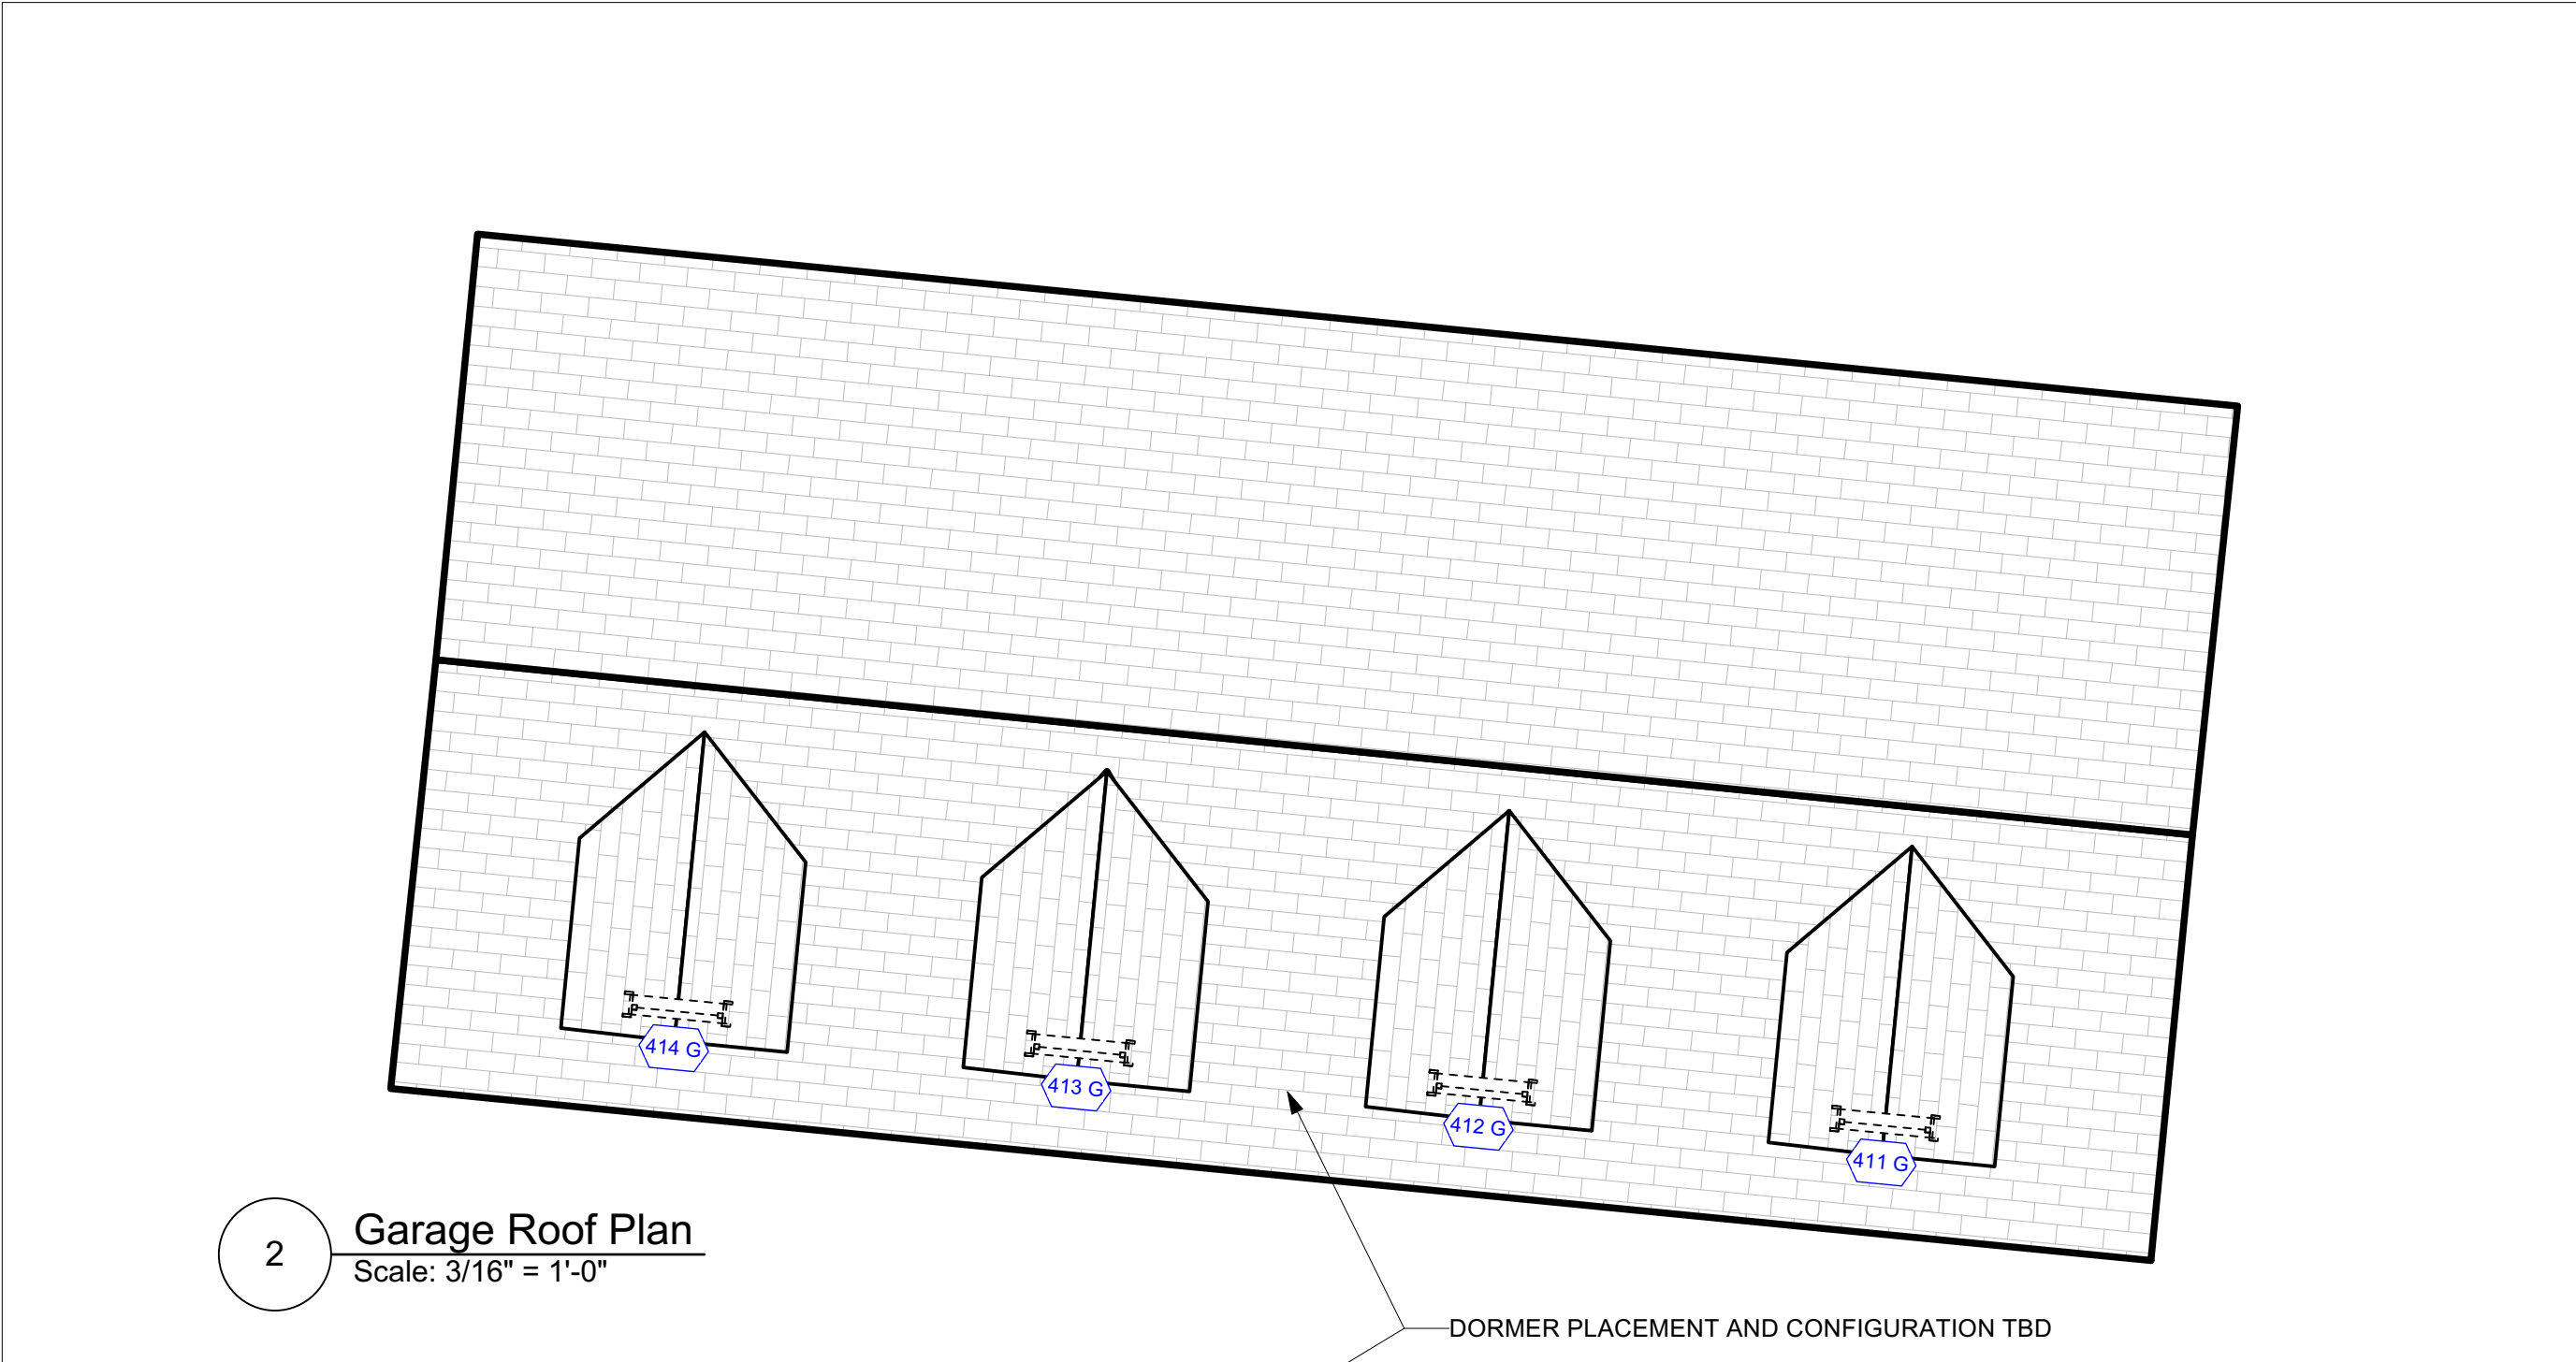 414 G
413 G
412 G
411 G
2
Garage Roof Plan
Scale: 3/16" = 1'-0"
DORMER PLACEMENT AND CONFIGURATION TBD